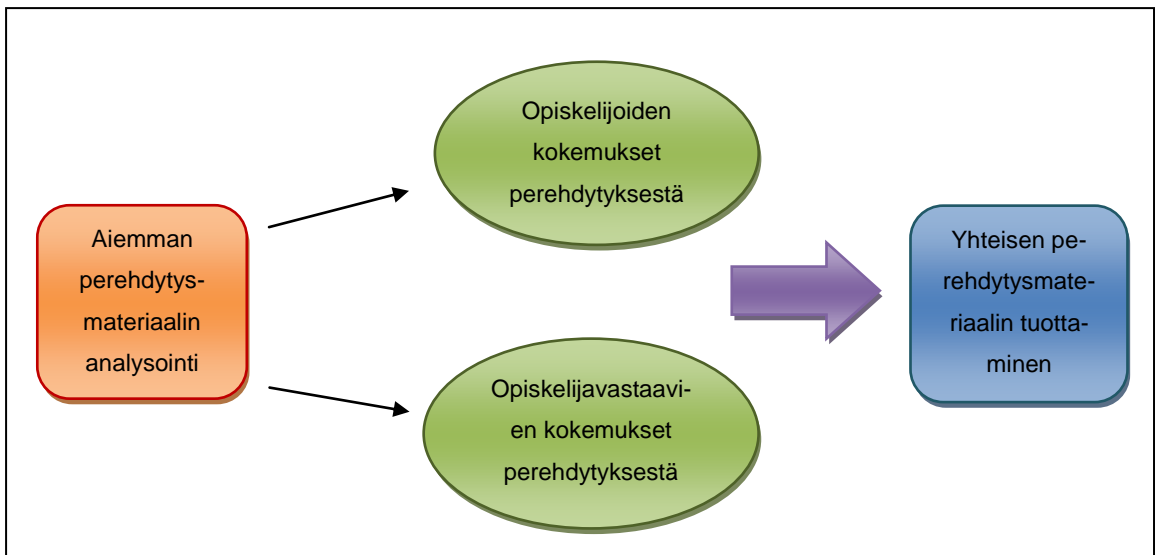 Aiemman
perehdytys-
materiaalin
analysointi
Opiskelijoiden
kokemukset
perehdytyksestä
Opiskelijavastaavi-
en kokemukset
perehdytyksestä
Yhteisen pe-
rehdytysmate-
riaalin tuotta-
minen